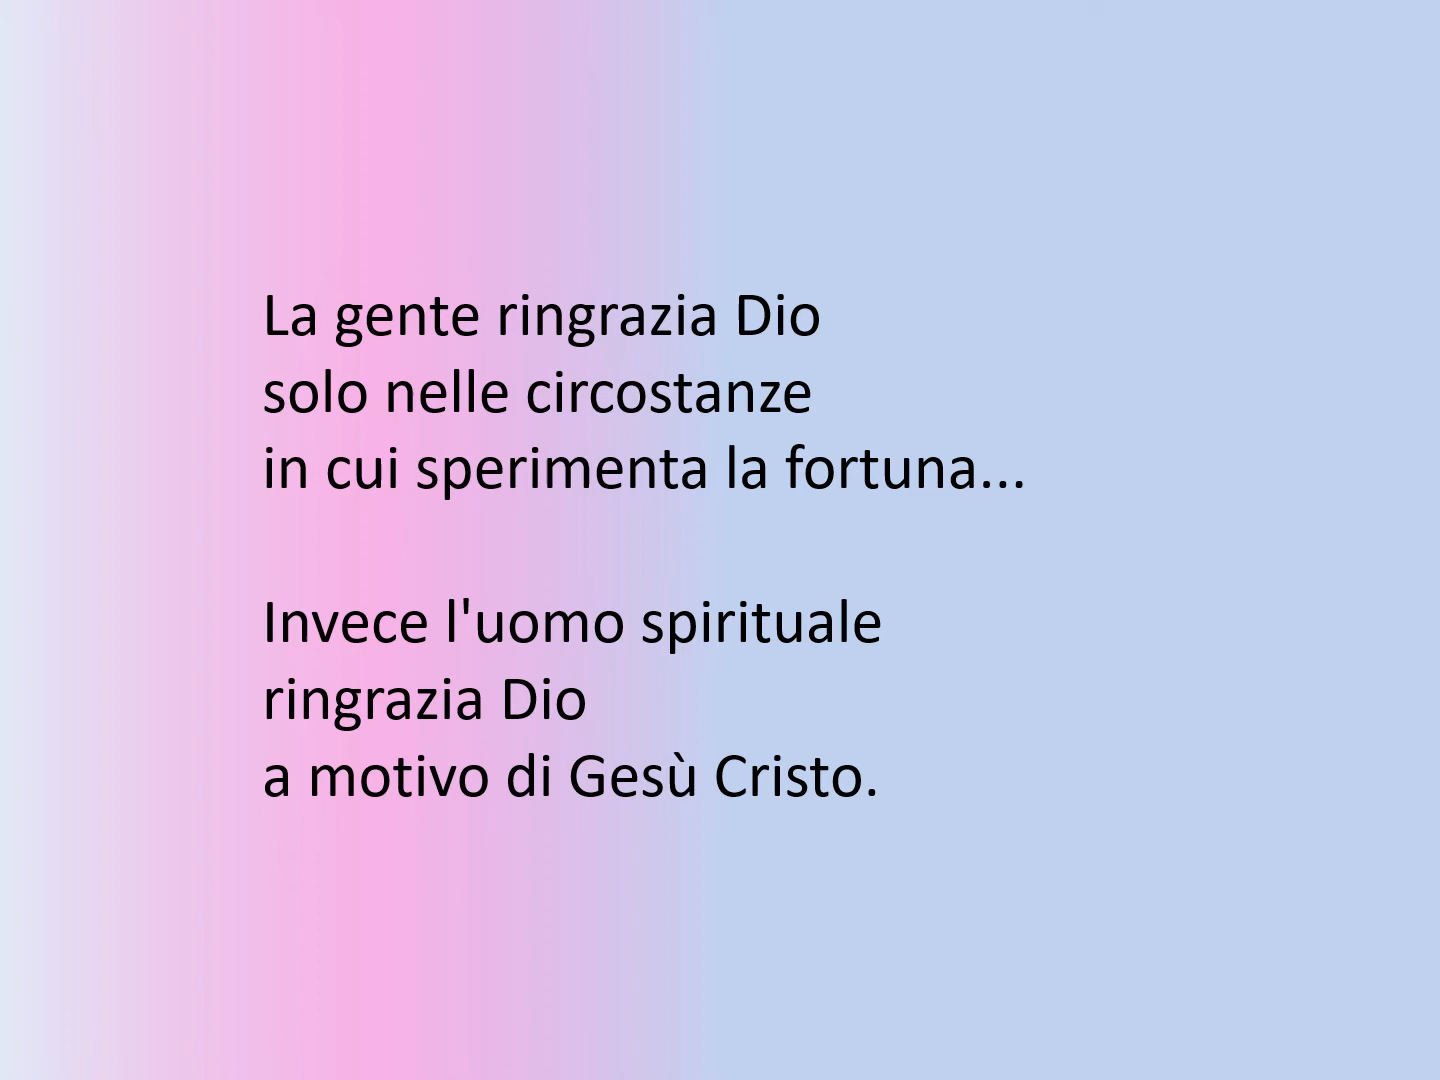 La gente ringrazia Dio
solo nelle circostanze
in cui sperimenta la fortuna...
Invece l'uomo spirituale
ringrazia Dio
a motivo di Gesù Cristo.